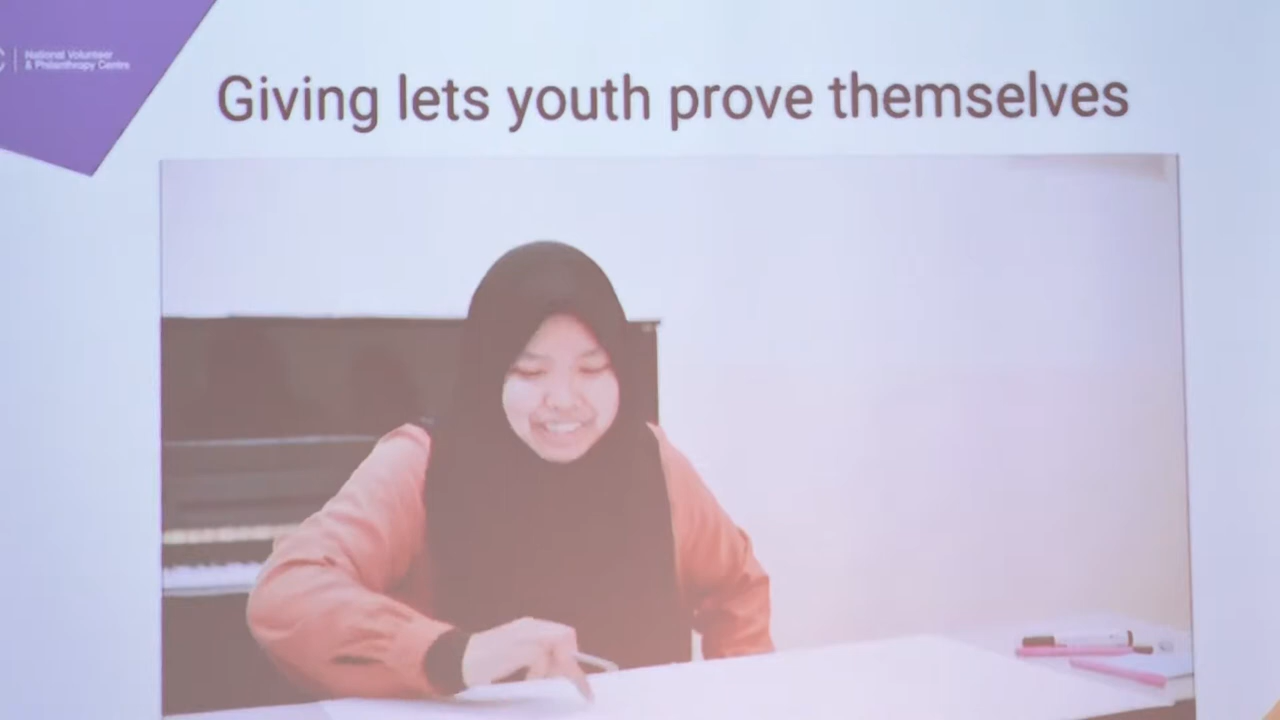 National Volunteer
& Philanthropy Centre
Giving lets youth prove themselves